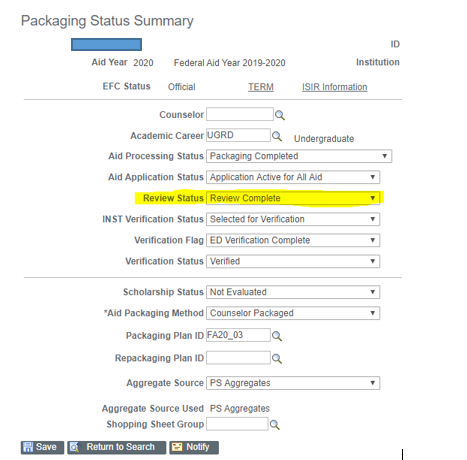 Packaging Status Summary
ID
Aid Year 2020 Federal Aid Year 2019-2020 Institution
EFC Status Official TERM ISIR Information
Counselor
Academic Career UGRD Undergraduate
Aid Processing Status Packaging Completed
Aid Application Status Application Active for All Aid
Review Status Review Complete
INST Verification Status Selected for Verification
Verification Flag ED Verification Complete
Verification Status Verified
Scholarship Status Not Evaluated
*Aid Packaging Method Counselor Packaged
Packaging Plan ID FA20_03
Repackaging Plan ID
Aggregate Source PS Aggregates
Aggregate Source Used PS Aggregates
Shopping Sheet Group
Save Return to Search Notify